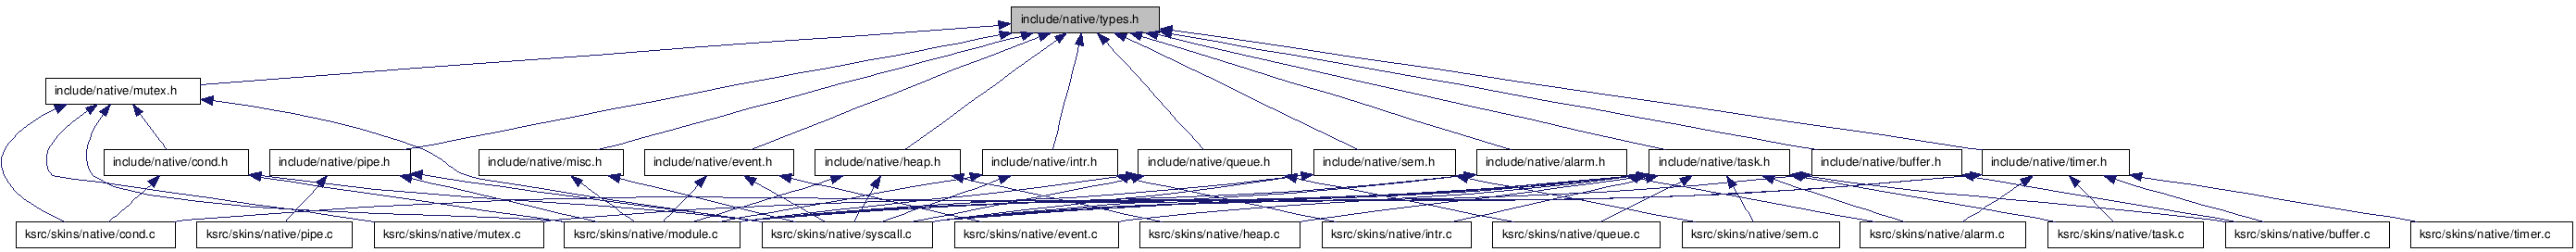 include/native/types.h
include/native/mutex.h
include/native/cond.h
include/native/pipe.h
include/native/misc.h
include/native/event.h
include/native/heap.h
include/native/intr.h
include/native/queue.h
include/native/sem.h
include/native/alarm.h
include/native/task.h
include/native/buffer.h
include/native/timer.h
ksrc/skins/native/cond.c
ksrc/skins/native/pipe.c
ksrc/skins/native/mutex.c
ksrc/skins/native/module.c
ksrc/skins/native/syscall.c
ksrc/skins/native/event.c
ksrc/skins/native/heap.c
ksrc/skins/native/intr.c
ksrc/skins/native/queue.c
ksrc/skins/native/sem.c
ksrc/skins/native/alarm.c
ksrc/skins/native/task.c
ksrc/skins/native/buffer.c
ksrc/skins/native/timer.c